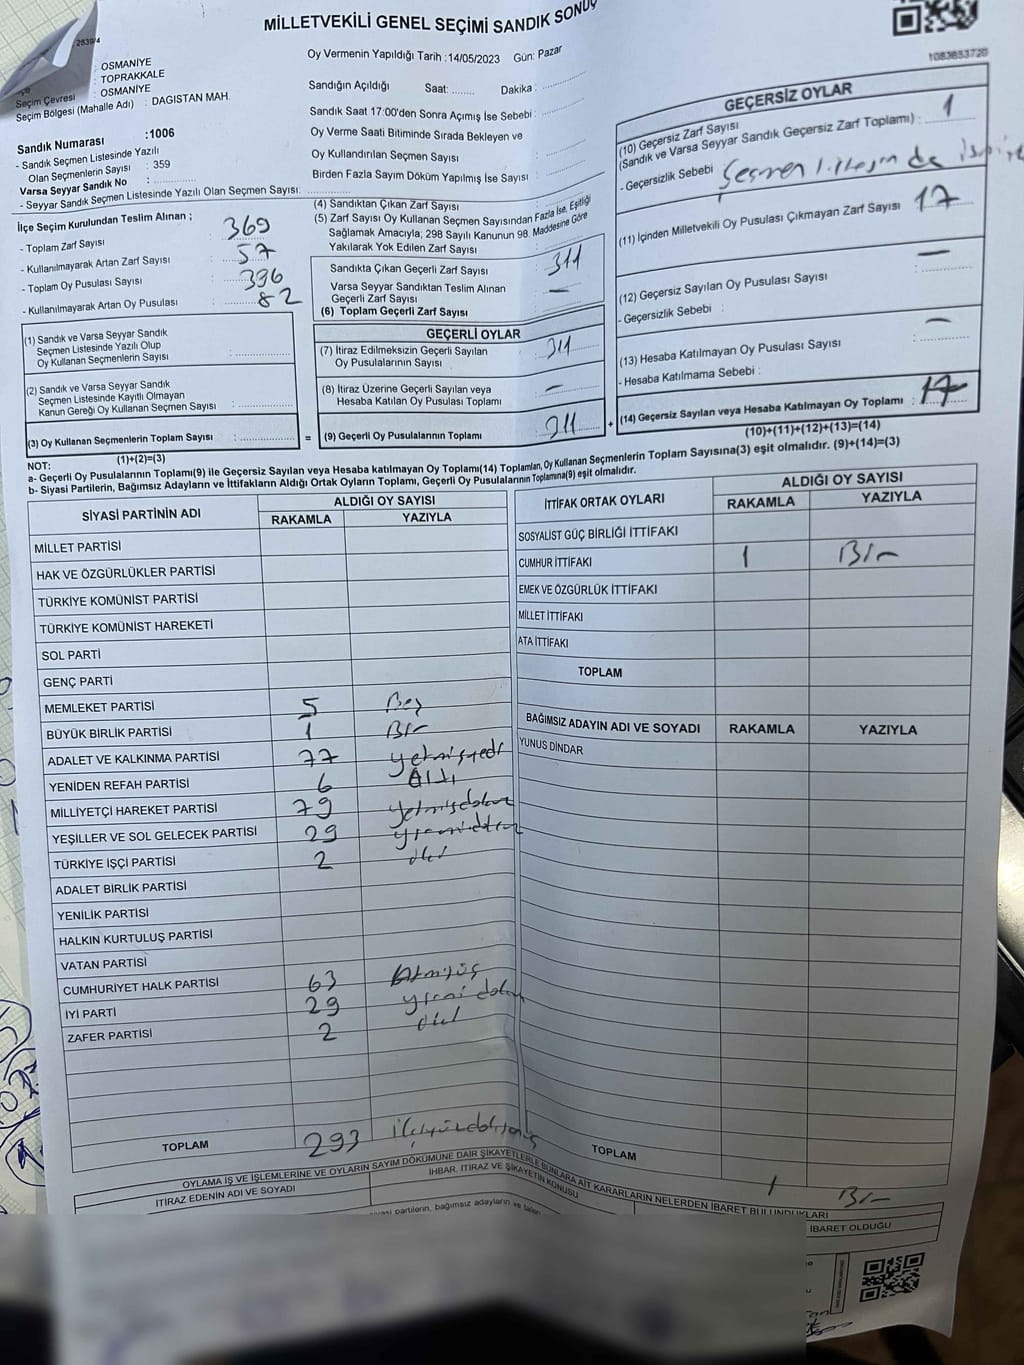 MİLLETVEKİLİ GENEL SEÇİMİ SANDIK SONUÇ
2839/4
OSMANİYE
TOPRAKKALE
Seçim Çevresi : OSMANİYE
Seçim Bölgesi (Mahalle Adı) : DAGISTAN MAH.
Sandık Numarası :1006
- Sandık Seçmen Listesinde Yazılı
Olan Seçmenlerin Sayısı : 359
Varsa Seyyar Sandık No :
- Seyyar Sandık Seçmen Listesinde Yazılı Olan Seçmen Sayısı:
Oy Vermenin Yapıldığı Tarih :14/05/2023 Gün: Pazar
Sandığın Açıldığı Saat: Dakika:
Sandık Saat 17:00'den Sonra Açımış İse Sebebi :
Oy Verme Saati Bitiminde Sırada Bekleyen ve
Oy Kullandırılan Seçmen Sayısı
Birden Fazla Sayım Döküm Yapılmış İse Sayısı :
1083653720
GEÇERSİZ OYLAR
(10) Geçersiz Zarf Sayısı
(Sandık ve Varsa Seyyar Sandık Geçersiz Zarf Toplamı) : 1
- Geçersizlik Sebebi Seçmen
(11) İçinden Milletvekili Oy Pusulası Çıkmayan Zarf Sayısı 17
(12) Geçersiz Sayılan Oy Pusulası Sayısı —
- Geçersizlik Sebebi :
(13) Hesaba Katılmayan Oy Pusulası Sayısı —
- Hesaba Katılmama Sebebi :
(14) Geçersiz Sayılan veya Hesaba Katılmayan Oy Toplamı : 17
(10)+(11)+(12)+(13)=(14)
İlçe Seçim Kurulundan Teslim Alınan ;
- Toplam Zarf Sayısı : 369
- Kullanılmayarak Artan Zarf Sayısı : 57
- Toplam Oy Pusulası Sayısı : 396
- Kullanılmayarak Artan Oy Pusulası : 82
(1) Sandık ve Varsa Seyyar Sandık
Seçmen Listesinde Yazılı Olup
Oy Kullanan Seçmenlerin Sayısı :
(2) Sandık ve Varsa Seyyar Sandık
Seçmen Listesinde Kayıtlı Olmayan
Kanun Gereği Oy Kullanan Seçmen Sayısı :
(3) Oy Kullanan Seçmenlerin Toplam Sayısı :
(1)+(2)=(3)
(4) Sandıktan Çıkan Zarf Sayısı
(5) Zarf Sayısı Oy Kullanan Seçmen Sayısından Fazla İse, Eşitliği
Sağlamak Amacıyla, 298 Sayılı Kanunun 98. Maddesine Göre
Yakılarak Yok Edilen Zarf Sayısı
Sandıkta Çıkan Geçerli Zarf Sayısı 311
Varsa Seyyar Sandıktan Teslim Alınan
Geçerli Zarf Sayısı —
(6) Toplam Geçerli Zarf Sayısı
GEÇERLİ OYLAR
(7) İtiraz Edilmeksizin Geçerli Sayılan
Oy Pusulalarının Sayısı 311
(8) İtiraz Üzerine Geçerli Sayılan veya
Hesaba Katılan Oy Pusulası Toplamı —
= (9) Geçerli Oy Pusulalarının Toplamı 311 +
NOT:
a- Geçerli Oy Pusulalarının Toplamı(9) ile Geçersiz Sayılan veya Hesaba katılmayan Oy Toplamı(14) Toplamları, Oy Kullanan Seçmenlerin Toplam Sayısına(3) eşit olmalıdır. (9)+(14)=(3)
b- Siyasi Partilerin, Bağımsız Adayların ve İttifakların Aldığı Ortak Oyların Toplamı, Geçerli Oy Pusulalarının Toplamına(9) eşit olmalıdır.
SİYASİ PARTİNİN ADI ALDIĞI OY SAYISI
RAKAMLA YAZIYLA
MİLLET PARTİSİ
HAK VE ÖZGÜRLÜKLER PARTİSİ
TÜRKİYE KOMÜNİST PARTİSİ
TÜRKİYE KOMÜNİST HAREKETİ
SOL PARTİ
GENÇ PARTİ
MEMLEKET PARTİSİ 5 Beş
BÜYÜK BİRLİK PARTİSİ 1 Bir
ADALET VE KALKINMA PARTİSİ 77 yetmişyedi
YENİDEN REFAH PARTİSİ 6 Altı
MİLLİYETÇİ HAREKET PARTİSİ 79 yetmişdokuz
YEŞİLLER VE SOL GELECEK PARTİSİ 29 yirmidokuz
TÜRKİYE İŞÇİ PARTİSİ 2 iki
ADALET BİRLİK PARTİSİ
YENİLİK PARTİSİ
HALKIN KURTULUŞ PARTİSİ
VATAN PARTİSİ
CUMHURİYET HALK PARTİSİ 63 Atmışüç
İYİ PARTİ 29 yirmi dokuz
ZAFER PARTİSİ 2 iki
TOPLAM 293
İTTİFAK ORTAK OYLARI ALDIĞI OY SAYISI
RAKAMLA YAZIYLA
SOSYALİST GÜÇ BİRLİĞİ İTTİFAKI
CUMHUR İTTİFAKI 1 Bir
EMEK VE ÖZGÜRLÜK İTTİFAKI
MİLLET İTTİFAKI
ATA İTTİFAKI
TOPLAM
BAĞIMSIZ ADAYIN ADI VE SOYADI RAKAMLA YAZIYLA
YUNUS DİNDAR
TOPLAM 1 Bir
OYLAMA İŞ VE İŞLEMLERİNE VE OYLARIN SAYIM DÖKÜMÜNE DAİR ŞİKAYETLERLE BUNLARA AİT KARARLARIN NELERDEN İBARET BULUNDUKLARI
İTİRAZ EDENİN ADI VE SOYADI
İHBAR, İTİRAZ VE ŞİKAYETİN KONUSU
İBARET OLDUĞU
partilerin, bağımsız adayların ve